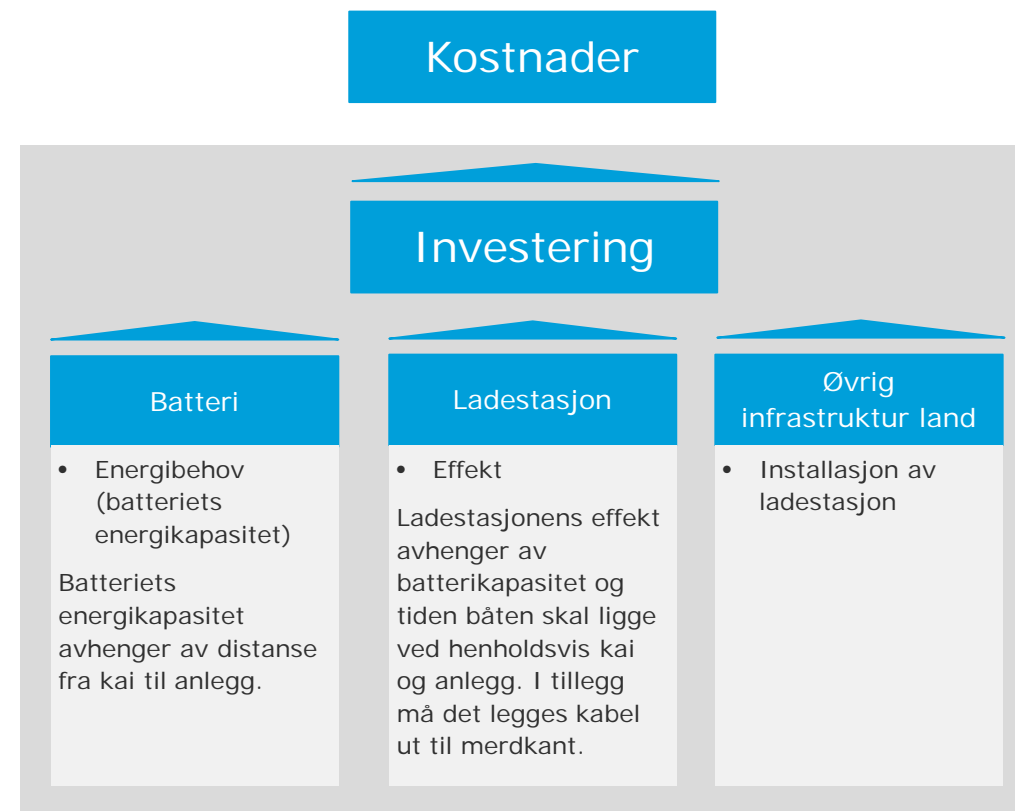 Kostnader
Investering
Batteri
• Energibehov
(batteriets
energikapasitet)
Batteriets
energikapasitet
avhenger av distanse
fra kai til anlegg.
Ladestasjon
• Effekt
Ladestasjonens effekt
avhenger av
batterikapasitet og
tiden båten skal ligge
ved henholdsvis kai
og anlegg. I tillegg
må det legges kabel
ut til merdkant.
Øvrig
infrastruktur land
• Installasjon av
ladestasjon